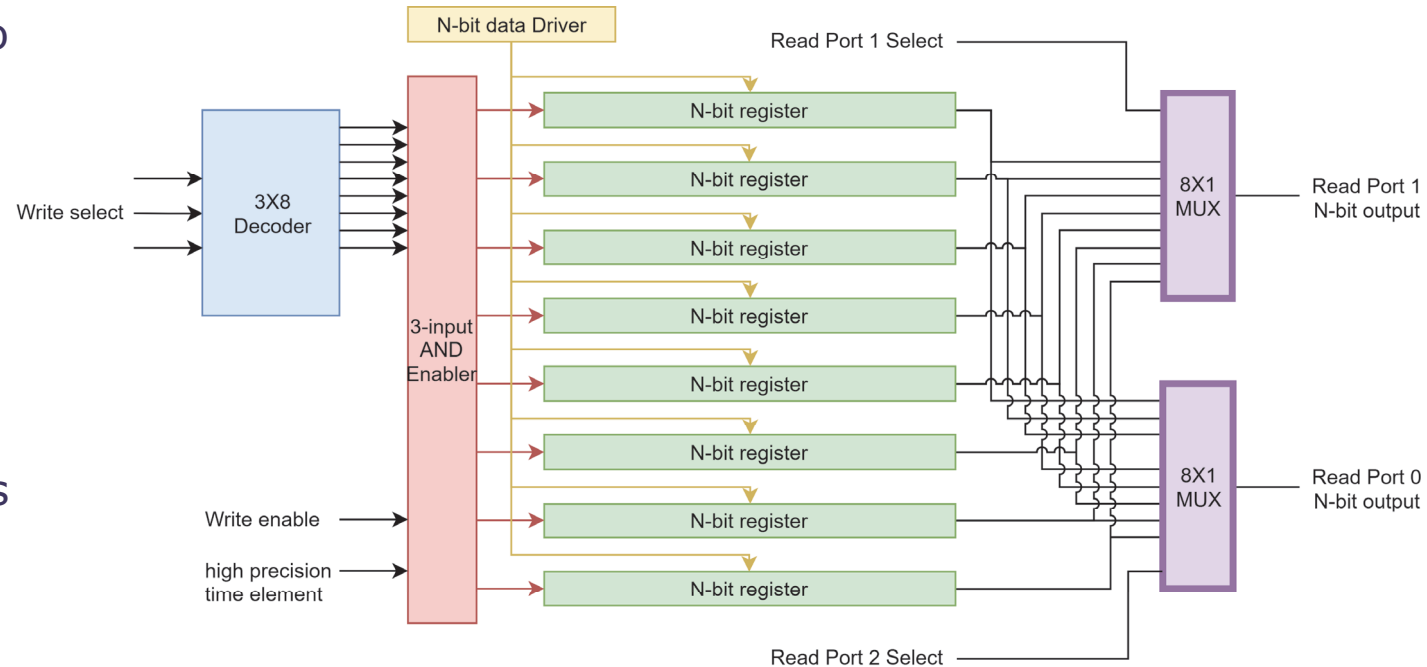 N-bit data Driver
Read Port 1 Select
N-bit register
N-bit register
N-bit register
N-bit register
N-bit register
N-bit register
N-bit register
N-bit register
3X8
Decoder
Write select
3-input
AND
Enabler
Write enable
high precision
time element
8X1
MUX
Read Port 1
N-bit output
8X1
MUX
Read Port 0
N-bit output
Read Port 2 Select
s